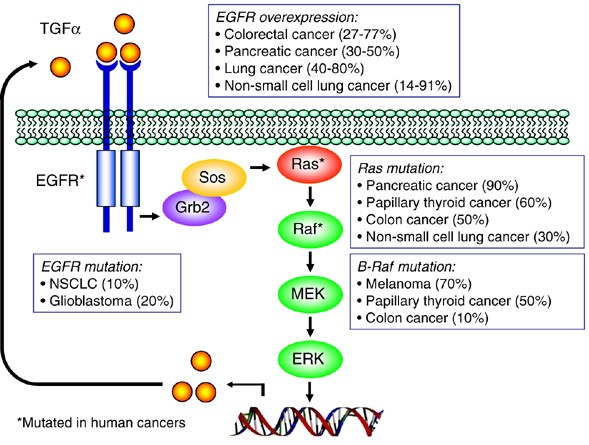 TGFα
EGFR overexpression:
• Colorectal cancer (27-77%)
• Pancreatic cancer (30-50%)
• Lung cancer (40-80%)
• Non-small cell lung cancer (14-91%)
EGFR*
Sos
Grb2
Ras*
Raf*
MEK
ERK
Ras mutation:
• Pancreatic cancer (90%)
• Papillary thyroid cancer (60%)
• Colon cancer (50%)
• Non-small cell lung cancer (30%)
EGFR mutation:
• NSCLC (10%)
• Glioblastoma (20%)
B-Raf mutation:
• Melanoma (70%)
• Papillary thyroid cancer (50%)
• Colon cancer (10%)
*Mutated in human cancers